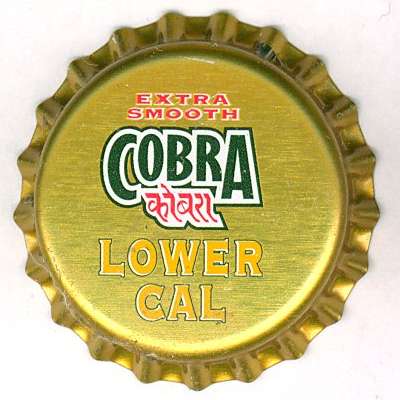 EXTRA
SMOOTH
COBRA
कोबरा
LOWER
CAL